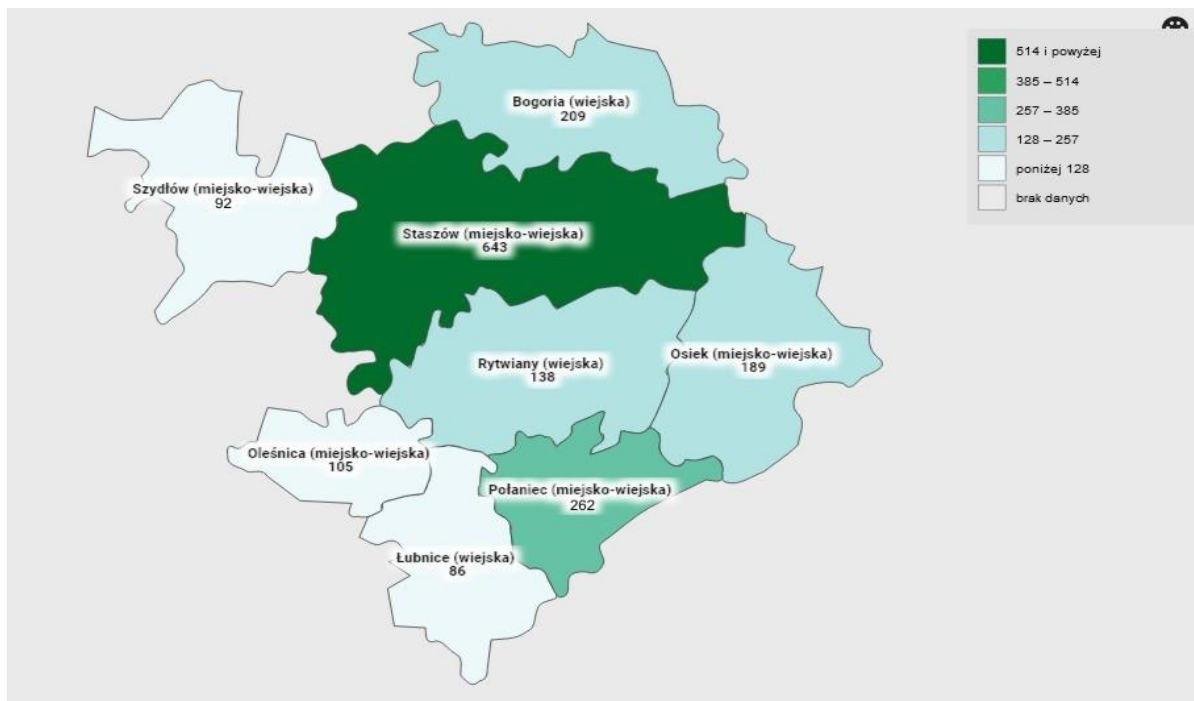 514 i powyżej
385 – 514
257 – 385
128 – 257
poniżej 128
brak danych
Bogoria (wiejska)
209
Szydłów (miejsko-wiejska)
92
Staszów (miejsko-wiejska)
643
Rytwiany (wiejska)
138
Osiek (miejsko-wiejska)
189
Oleśnica (miejsko-wiejska)
105
Połaniec (miejsko-wiejska)
262
Łubnice (wiejska)
86